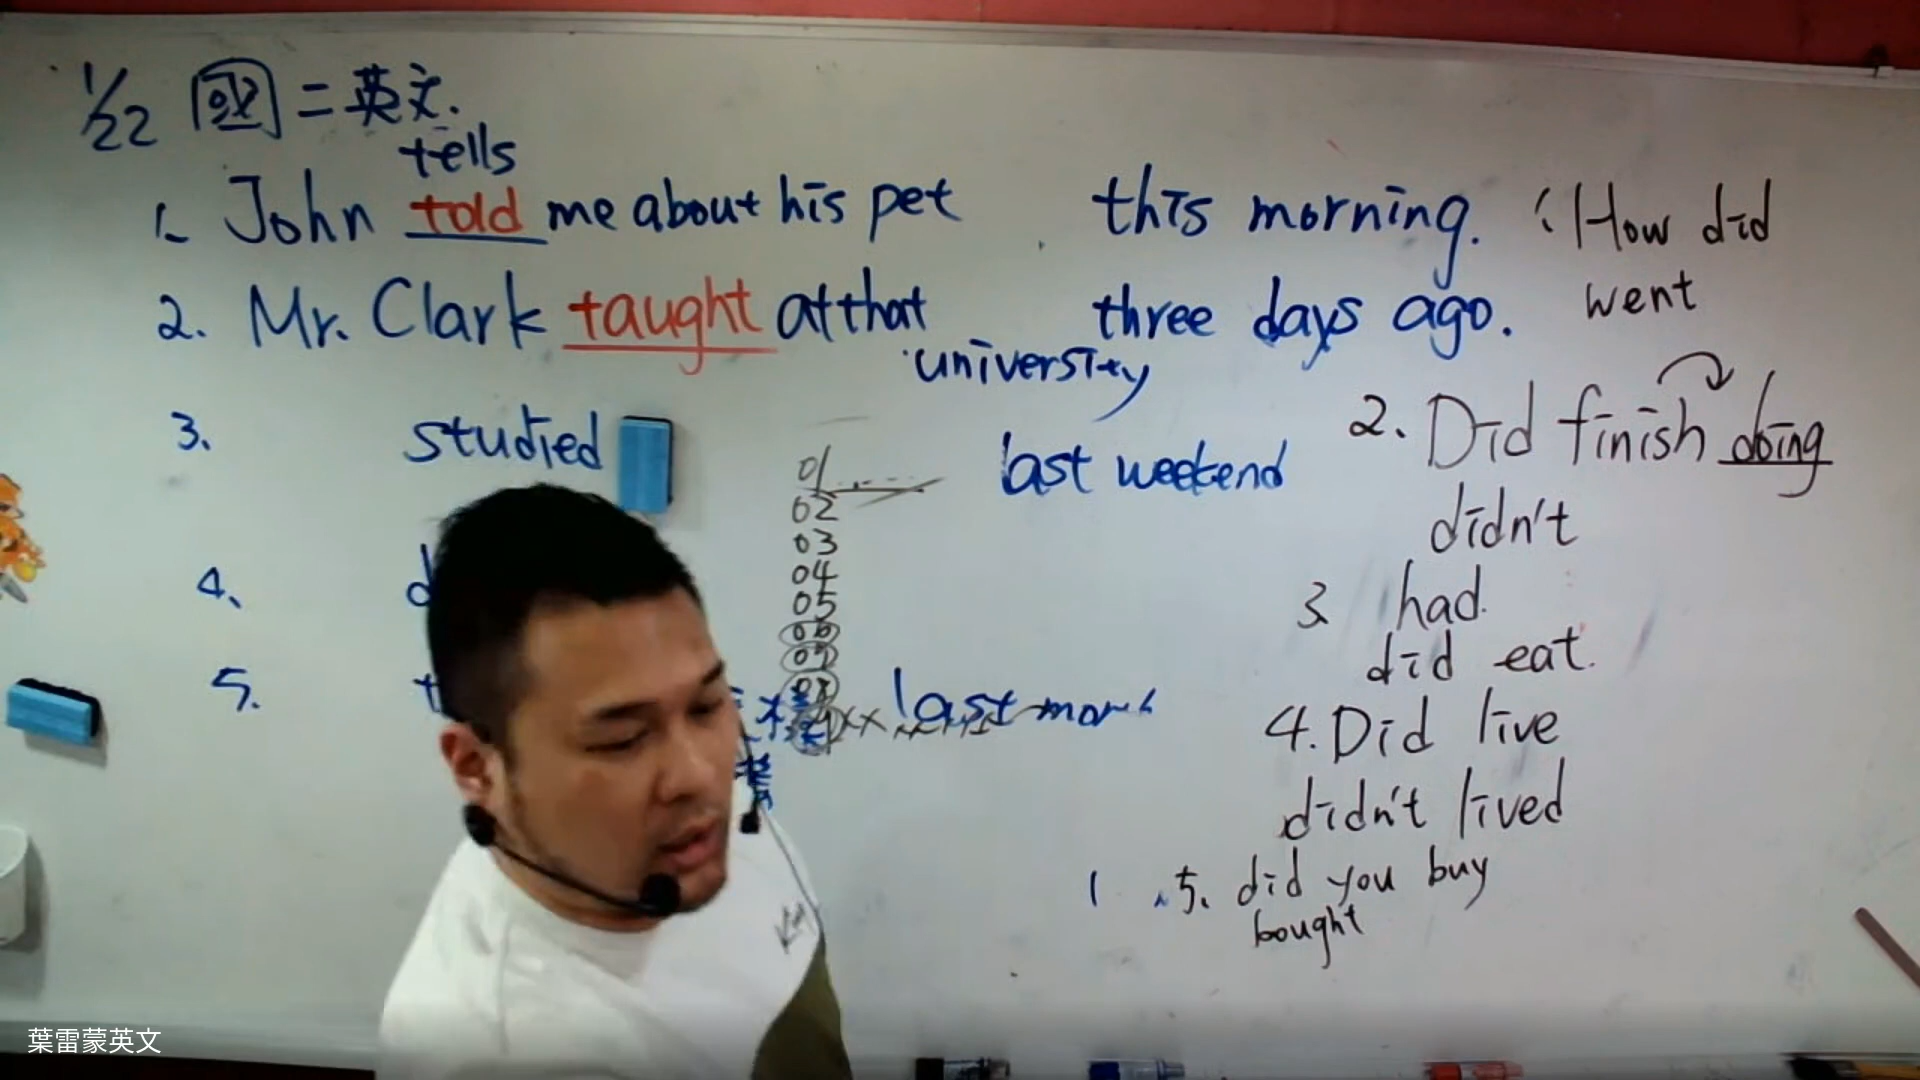 1/22 國二英文.
tells
1. John told me about his pet this morning.
2. Mr. Clark taught at that three days ago.
university
3. studied last weekend
4.
5. last
01
02
03
04
05
06
07
08
1. How did
went
2. Did finish doing
didn't
3. had.
did eat.
4. Did live
didn't lived
5. did you buy
bought
葉雷蒙英文